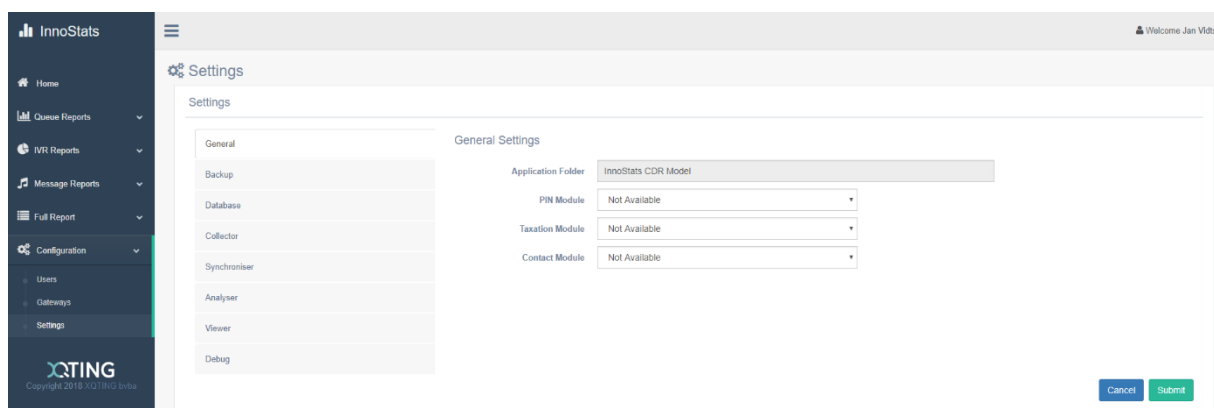 InnoStats
Welcome Jan Vidts
Home
Queue Reports
IVR Reports
Message Reports
Full Report
Configuration
Users
Gateways
Settings
XQTING
Copyright 2018 XQTING bvba
Settings
Settings
General
Backup
Database
Collector
Synchroniser
Analyser
Viewer
Debug
General Settings
Application Folder InnoStats CDR Model
PIN Module Not Available
Taxation Module Not Available
Contact Module Not Available
Cancel Submit